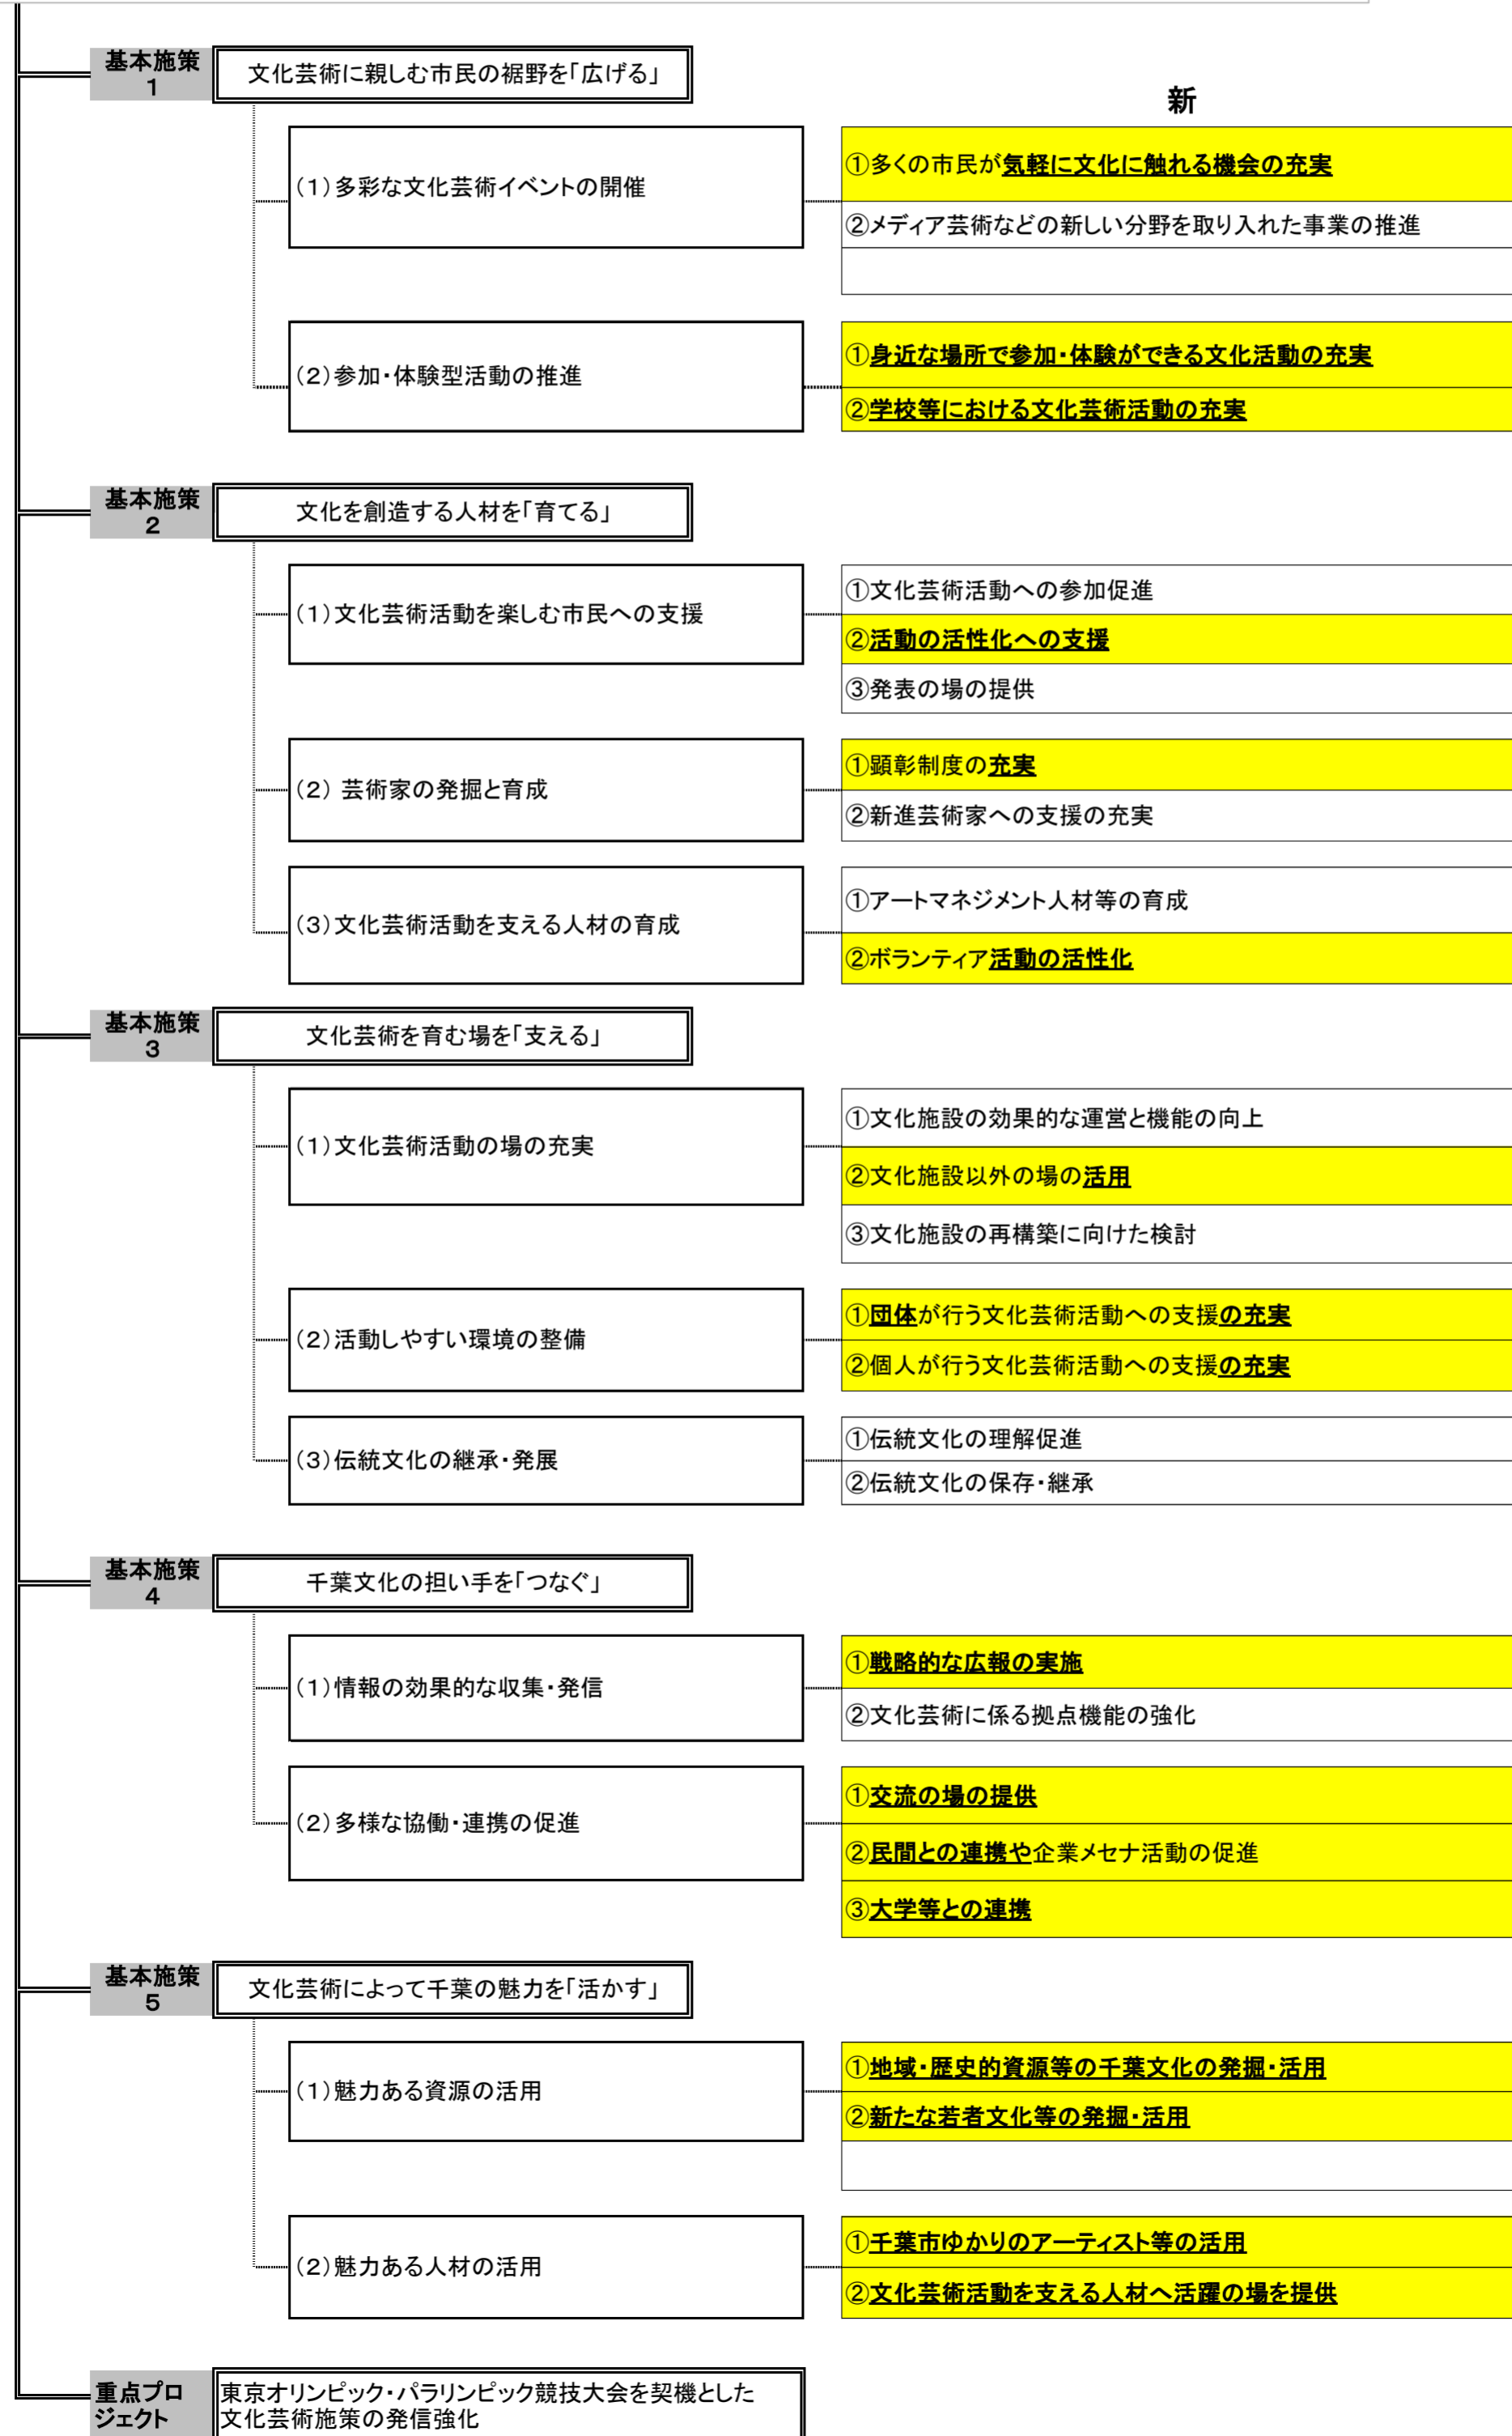 基本施策
1
文化芸術に親しむ市民の裾野を「広げる」
新
(1)多彩な文化芸術イベントの開催
①多くの市民が気軽に文化に触れる機会の充実
②メディア芸術などの新しい分野を取り入れた事業の推進
(2)参加・体験型活動の推進
①身近な場所で参加・体験ができる文化活動の充実
②学校等における文化芸術活動の充実
基本施策
2
文化を創造する人材を「育てる」
(1)文化芸術活動を楽しむ市民への支援
①文化芸術活動への参加促進
②活動の活性化への支援
③発表の場の提供
(2) 芸術家の発掘と育成
①顕彰制度の充実
②新進芸術家への支援の充実
(3)文化芸術活動を支える人材の育成
①アートマネジメント人材等の育成
②ボランティア活動の活性化
基本施策
3
文化芸術を育む場を「支える」
(1)文化芸術活動の場の充実
①文化施設の効果的な運営と機能の向上
②文化施設以外の場の活用
③文化施設の再構築に向けた検討
(2)活動しやすい環境の整備
①団体が行う文化芸術活動への支援の充実
②個人が行う文化芸術活動への支援の充実
(3)伝統文化の継承・発展
①伝統文化の理解促進
②伝統文化の保存・継承
基本施策
4
千葉文化の担い手を「つなぐ」
(1)情報の効果的な収集・発信
①戦略的な広報の実施
②文化芸術に係る拠点機能の強化
(2)多様な協働・連携の促進
①交流の場の提供
②民間との連携や企業メセナ活動の促進
③大学等との連携
基本施策
5
文化芸術によって千葉の魅力を「活かす」
(1)魅力ある資源の活用
①地域・歴史的資源等の千葉文化の発掘・活用
②新たな若者文化等の発掘・活用
(2)魅力ある人材の活用
①千葉市ゆかりのアーティスト等の活用
②文化芸術活動を支える人材へ活躍の場を提供
重点プロ
ジェクト
東京オリンピック・パラリンピック競技大会を契機とした
文化芸術施策の発信強化